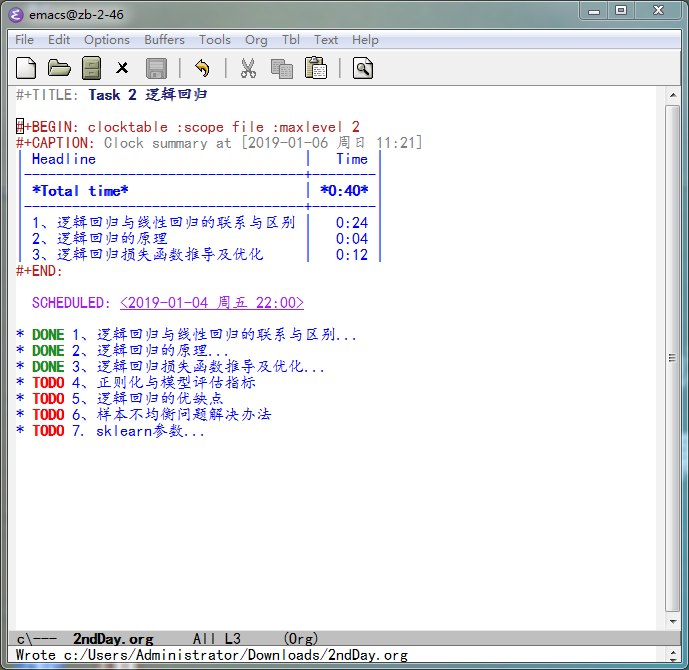 emacs@zb-2-46
File Edit Options Buffers Tools Org Tbl Text Help
#+TITLE: Task 2 逻辑回归
#+BEGIN: clocktable :scope file :maxlevel 2
#+CAPTION: Clock summary at [2019-01-06 周日 11:21]
| Headline | Time |
|-----------------------------------+--------|
| *Total time* | *0:40* |
|-----------------------------------+--------|
| 1、逻辑回归与线性回归的联系与区别 | 0:24 |
| 2、逻辑回归的原理 | 0:04 |
| 3、逻辑回归损失函数推导及优化 | 0:12 |
#+END:
SCHEDULED: <2019-01-04 周五 22:00>
* DONE 1、逻辑回归与线性回归的联系与区别...
* DONE 2、逻辑回归的原理...
* DONE 3、逻辑回归损失函数推导及优化...
* TODO 4、正则化与模型评估指标
* TODO 5、逻辑回归的优缺点
* TODO 6、样本不均衡问题解决办法
* TODO 7. sklearn参数...
c\--- 2ndDay.org All L3 (Org)
Wrote c:/Users/Administrator/Downloads/2ndDay.org